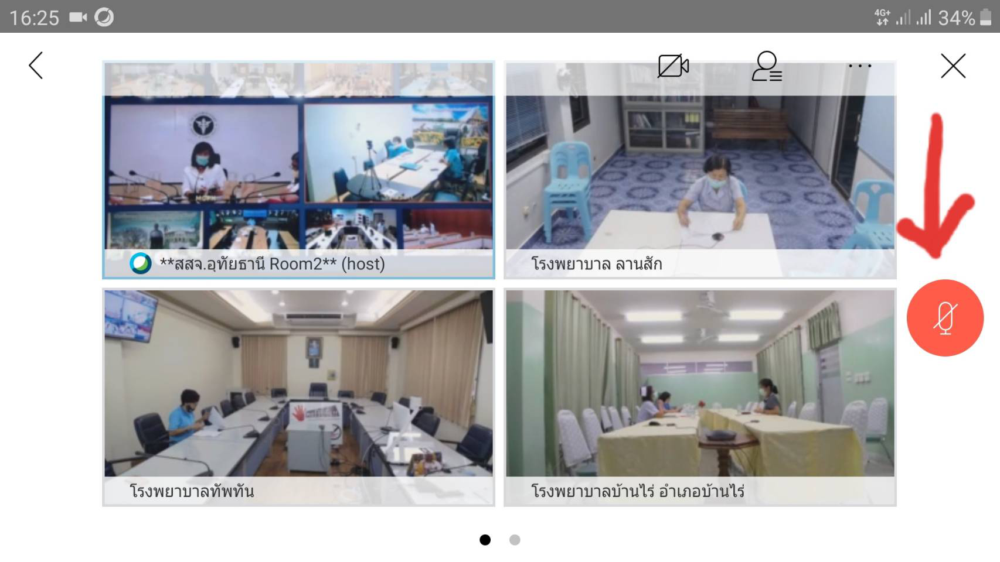 16:25
4G+
34%
**สสจ.อุทัยธานี Room2** (host)
โรงพยาบาล ลานสัก
โรงพยาบาลทัพทัน
โรงพยาบาลบ้านไร่ อำเภอบ้านไร่